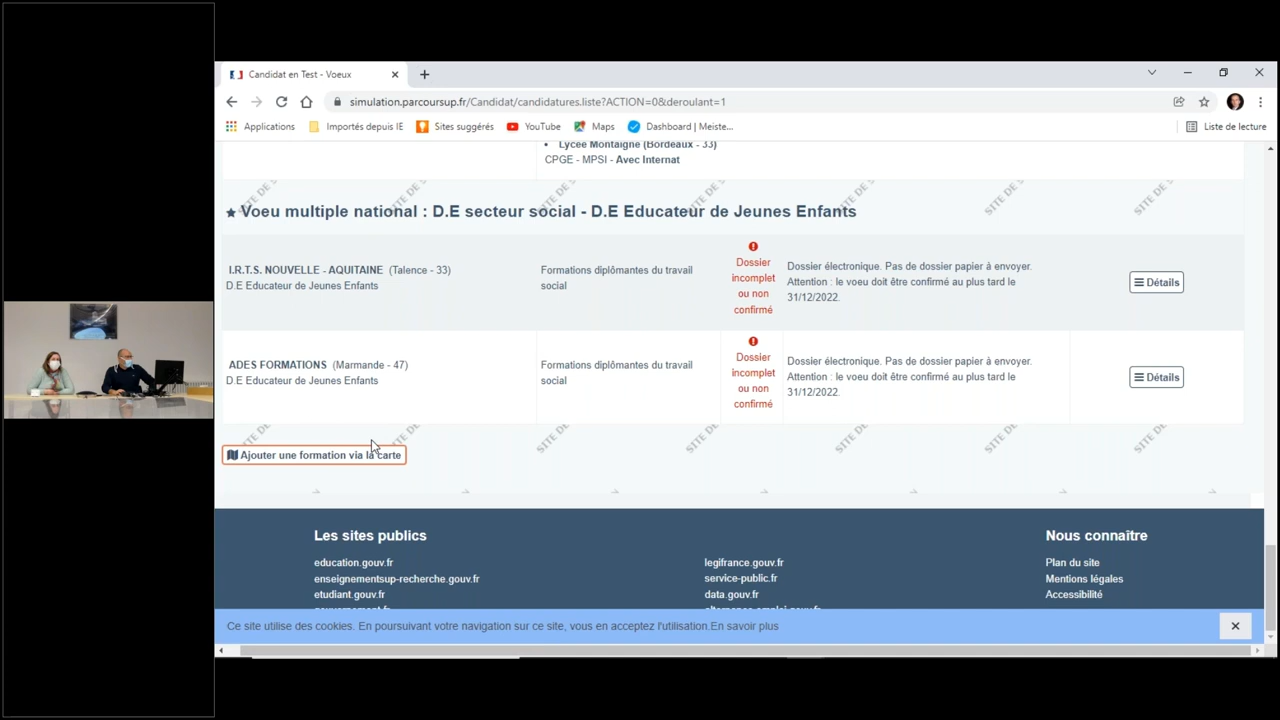 Candidat en Test - Voeux
simulation.parcoursup.fr/Candidat/candidatures.liste?ACTION=0&deroulant=1
Applications
Importés depuis IE
Sites suggérés
YouTube
Maps
Dashboard | Meiste...
Liste de lecture
Lycée Montaigne (Bordeaux - 33)
CPGE - MPSI - Avec Internat
Voeu multiple national : D.E secteur social - D.E Educateur de Jeunes Enfants
I.R.T.S. NOUVELLE - AQUITAINE (Talence - 33)
D.E Educateur de Jeunes Enfants
Formations diplômantes du travail
social
Dossier
incomplet
ou non
confirmé
Dossier électronique. Pas de dossier papier à envoyer.
Attention : le voeu doit être confirmé au plus tard le
31/12/2022.
Détails
ADES FORMATIONS (Marmande - 47)
D.E Educateur de Jeunes Enfants
Formations diplômantes du travail
social
Dossier
incomplet
ou non
confirmé
Dossier électronique. Pas de dossier papier à envoyer.
Attention : le voeu doit être confirmé au plus tard le
31/12/2022.
Détails
Ajouter une formation via la carte
Les sites publics
education.gouv.fr
enseignementsup-recherche.gouv.fr
etudiant.gouv.fr
gouvernement.fr
legifrance.gouv.fr
service-public.fr
data.gouv.fr
alternance.emploi.gouv.fr
Nous connaître
Plan du site
Mentions légales
Accessibilité
Ce site utilise des cookies. En poursuivant votre navigation sur ce site, vous en acceptez l'utilisation.En savoir plus